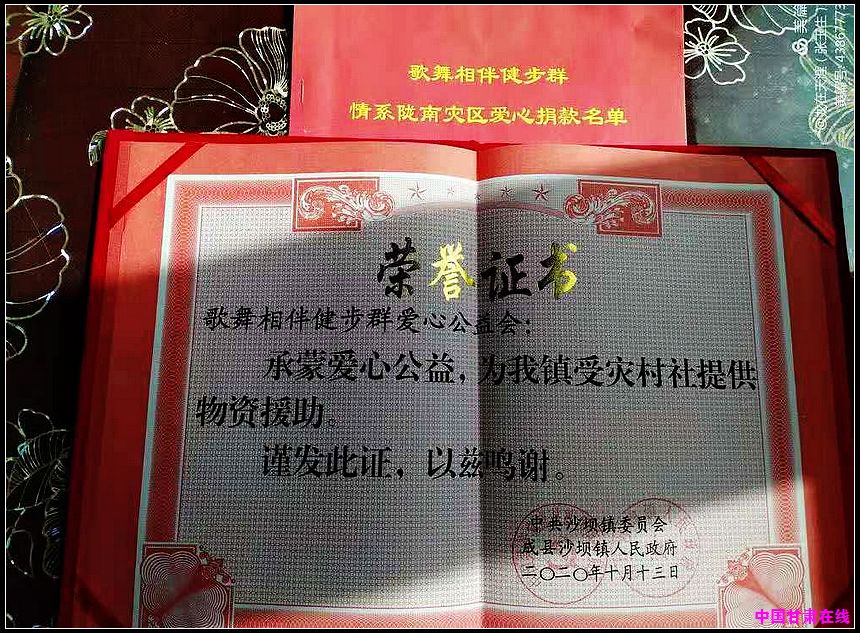 歌舞相伴健步群
情系陇南灾区爱心捐款名单
荣誉证书
歌舞相伴健步群爱心公益会：
承蒙爱心公益，为我镇受灾村社提供
物资援助。
谨发此证，以兹鸣谢。
中共沙坝镇委员会
成县沙坝镇人民政府
二〇二〇年十月十三日
中国甘肃在线